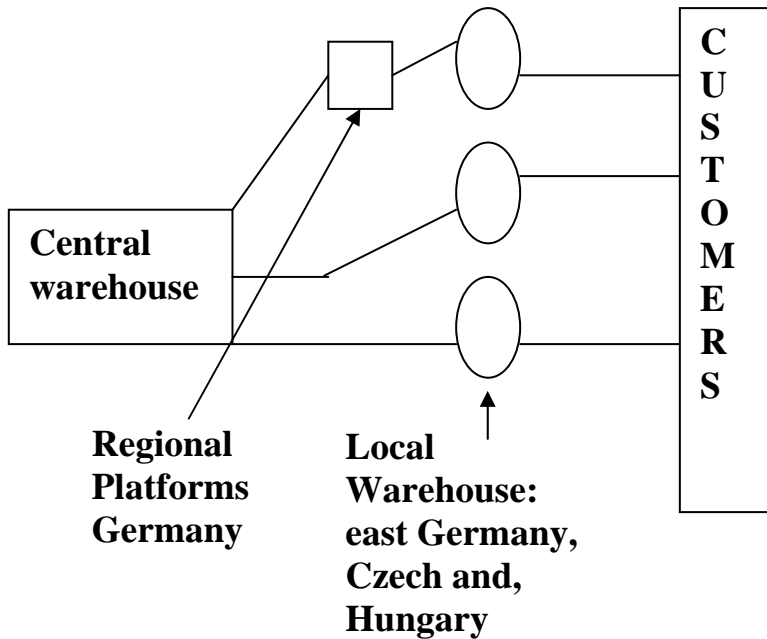 Central
warehouse
Regional
Platforms
Germany
Local
Warehouse:
east Germany,
Czech and,
Hungary
C
U
S
T
O
M
E
R
S